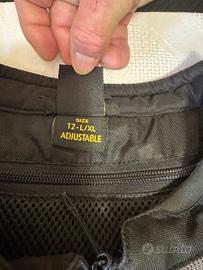 SIZE
T2-L/XL
ADJUSTABLE
subito